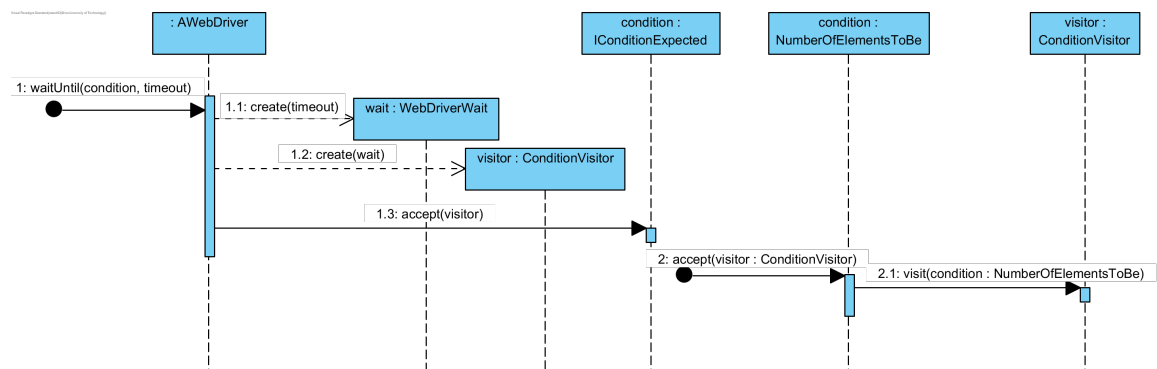 : AWebDriver
condition :
IConditionExpected
condition :
NumberOfElementsToBe
visitor :
ConditionVisitor
1: waitUntil(condition, timeout)
1.1: create(timeout)
wait : WebDriverWait
1.2: create(wait)
visitor : ConditionVisitor
1.3: accept(visitor)
2: accept(visitor : ConditionVisitor)
2.1: visit(condition : NumberOfElementsToBe)